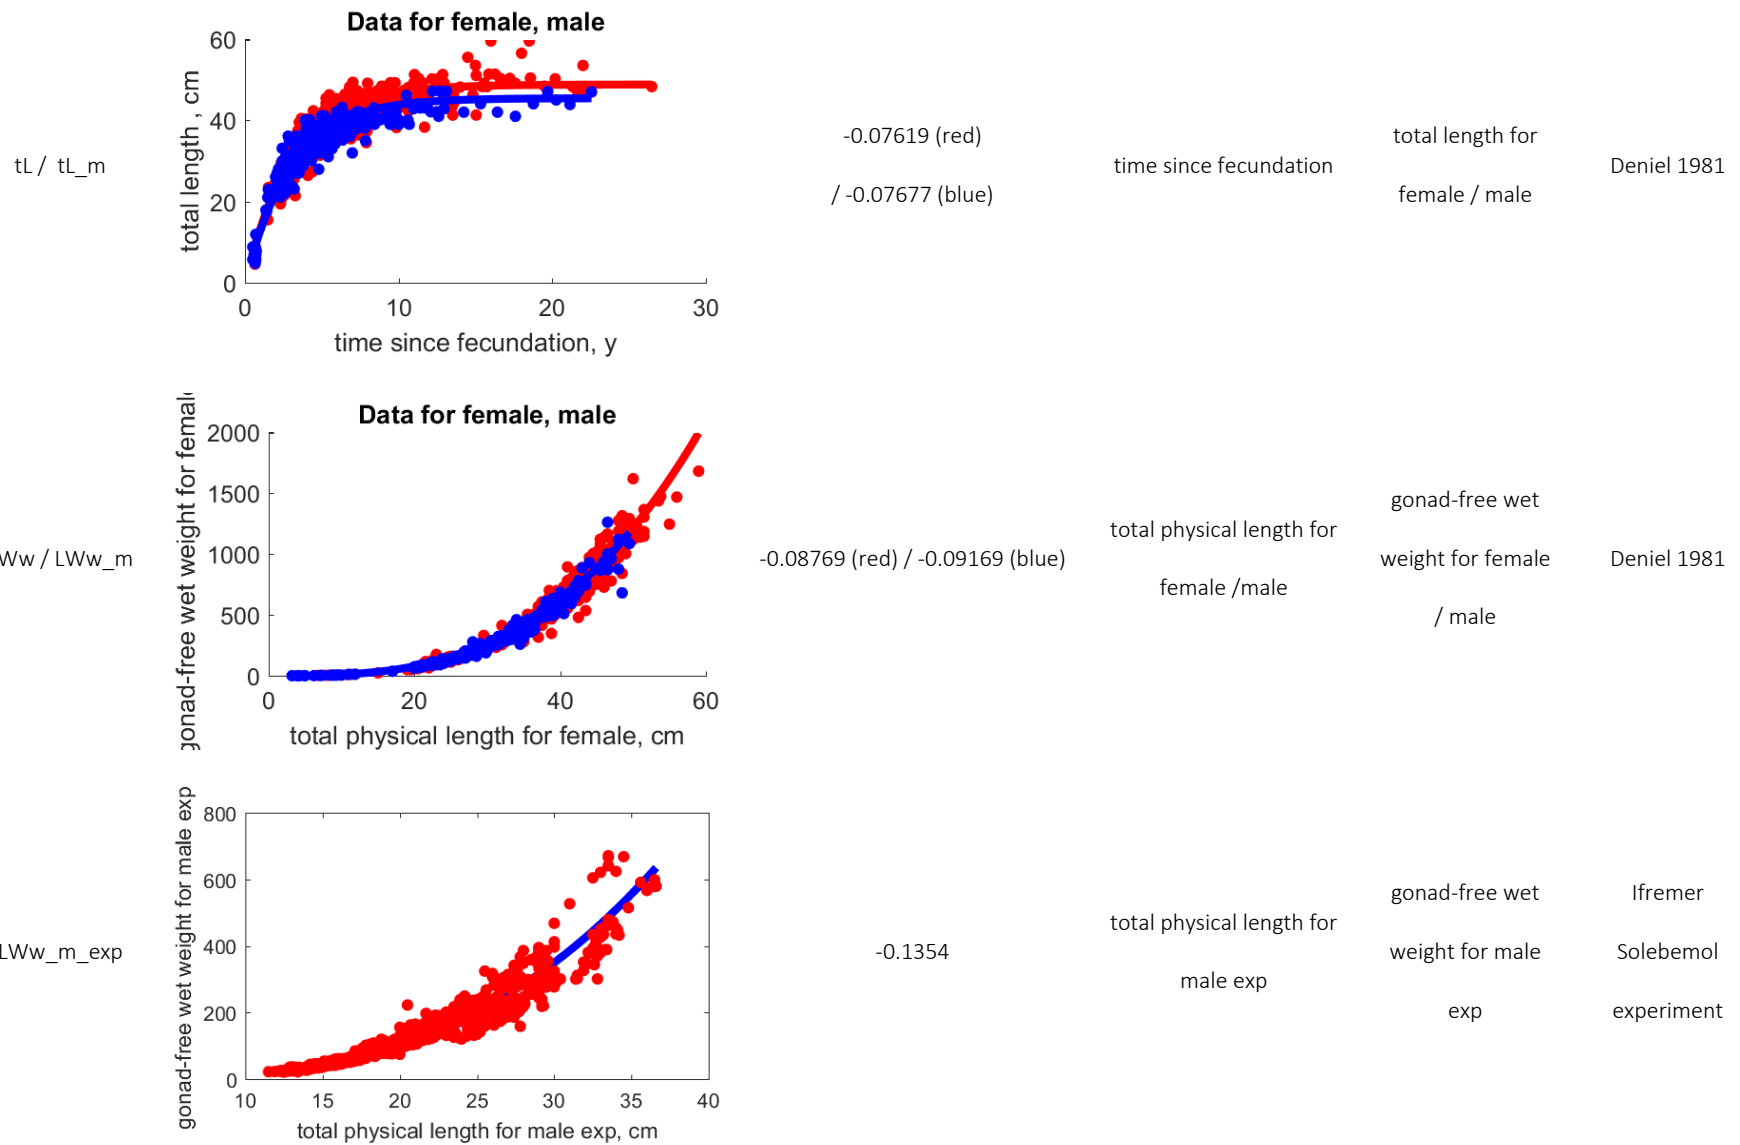 Data for female, male
60
40
20
0
0
10
20
30
total length , cm
time since fecundation, y
tL / tL_m
-0.07619 (red)
/ -0.07677 (blue)
time since fecundation
total length for
female / male
Deniel 1981
Data for female, male
2000
1500
1000
500
0
0
20
40
60
gonad-free wet weight for femal
total physical length for female, cm
Ww / LWw_m
-0.08769 (red) / -0.09169 (blue)
total physical length for
female /male
gonad-free wet
weight for female
/ male
Deniel 1981
800
600
400
200
0
10
15
20
25
30
35
40
gonad-free wet weight for male exp
total physical length for male exp, cm
LWw_m_exp
-0.1354
total physical length for
male exp
gonad-free wet
weight for male
exp
Ifremer
Solebemol
experiment